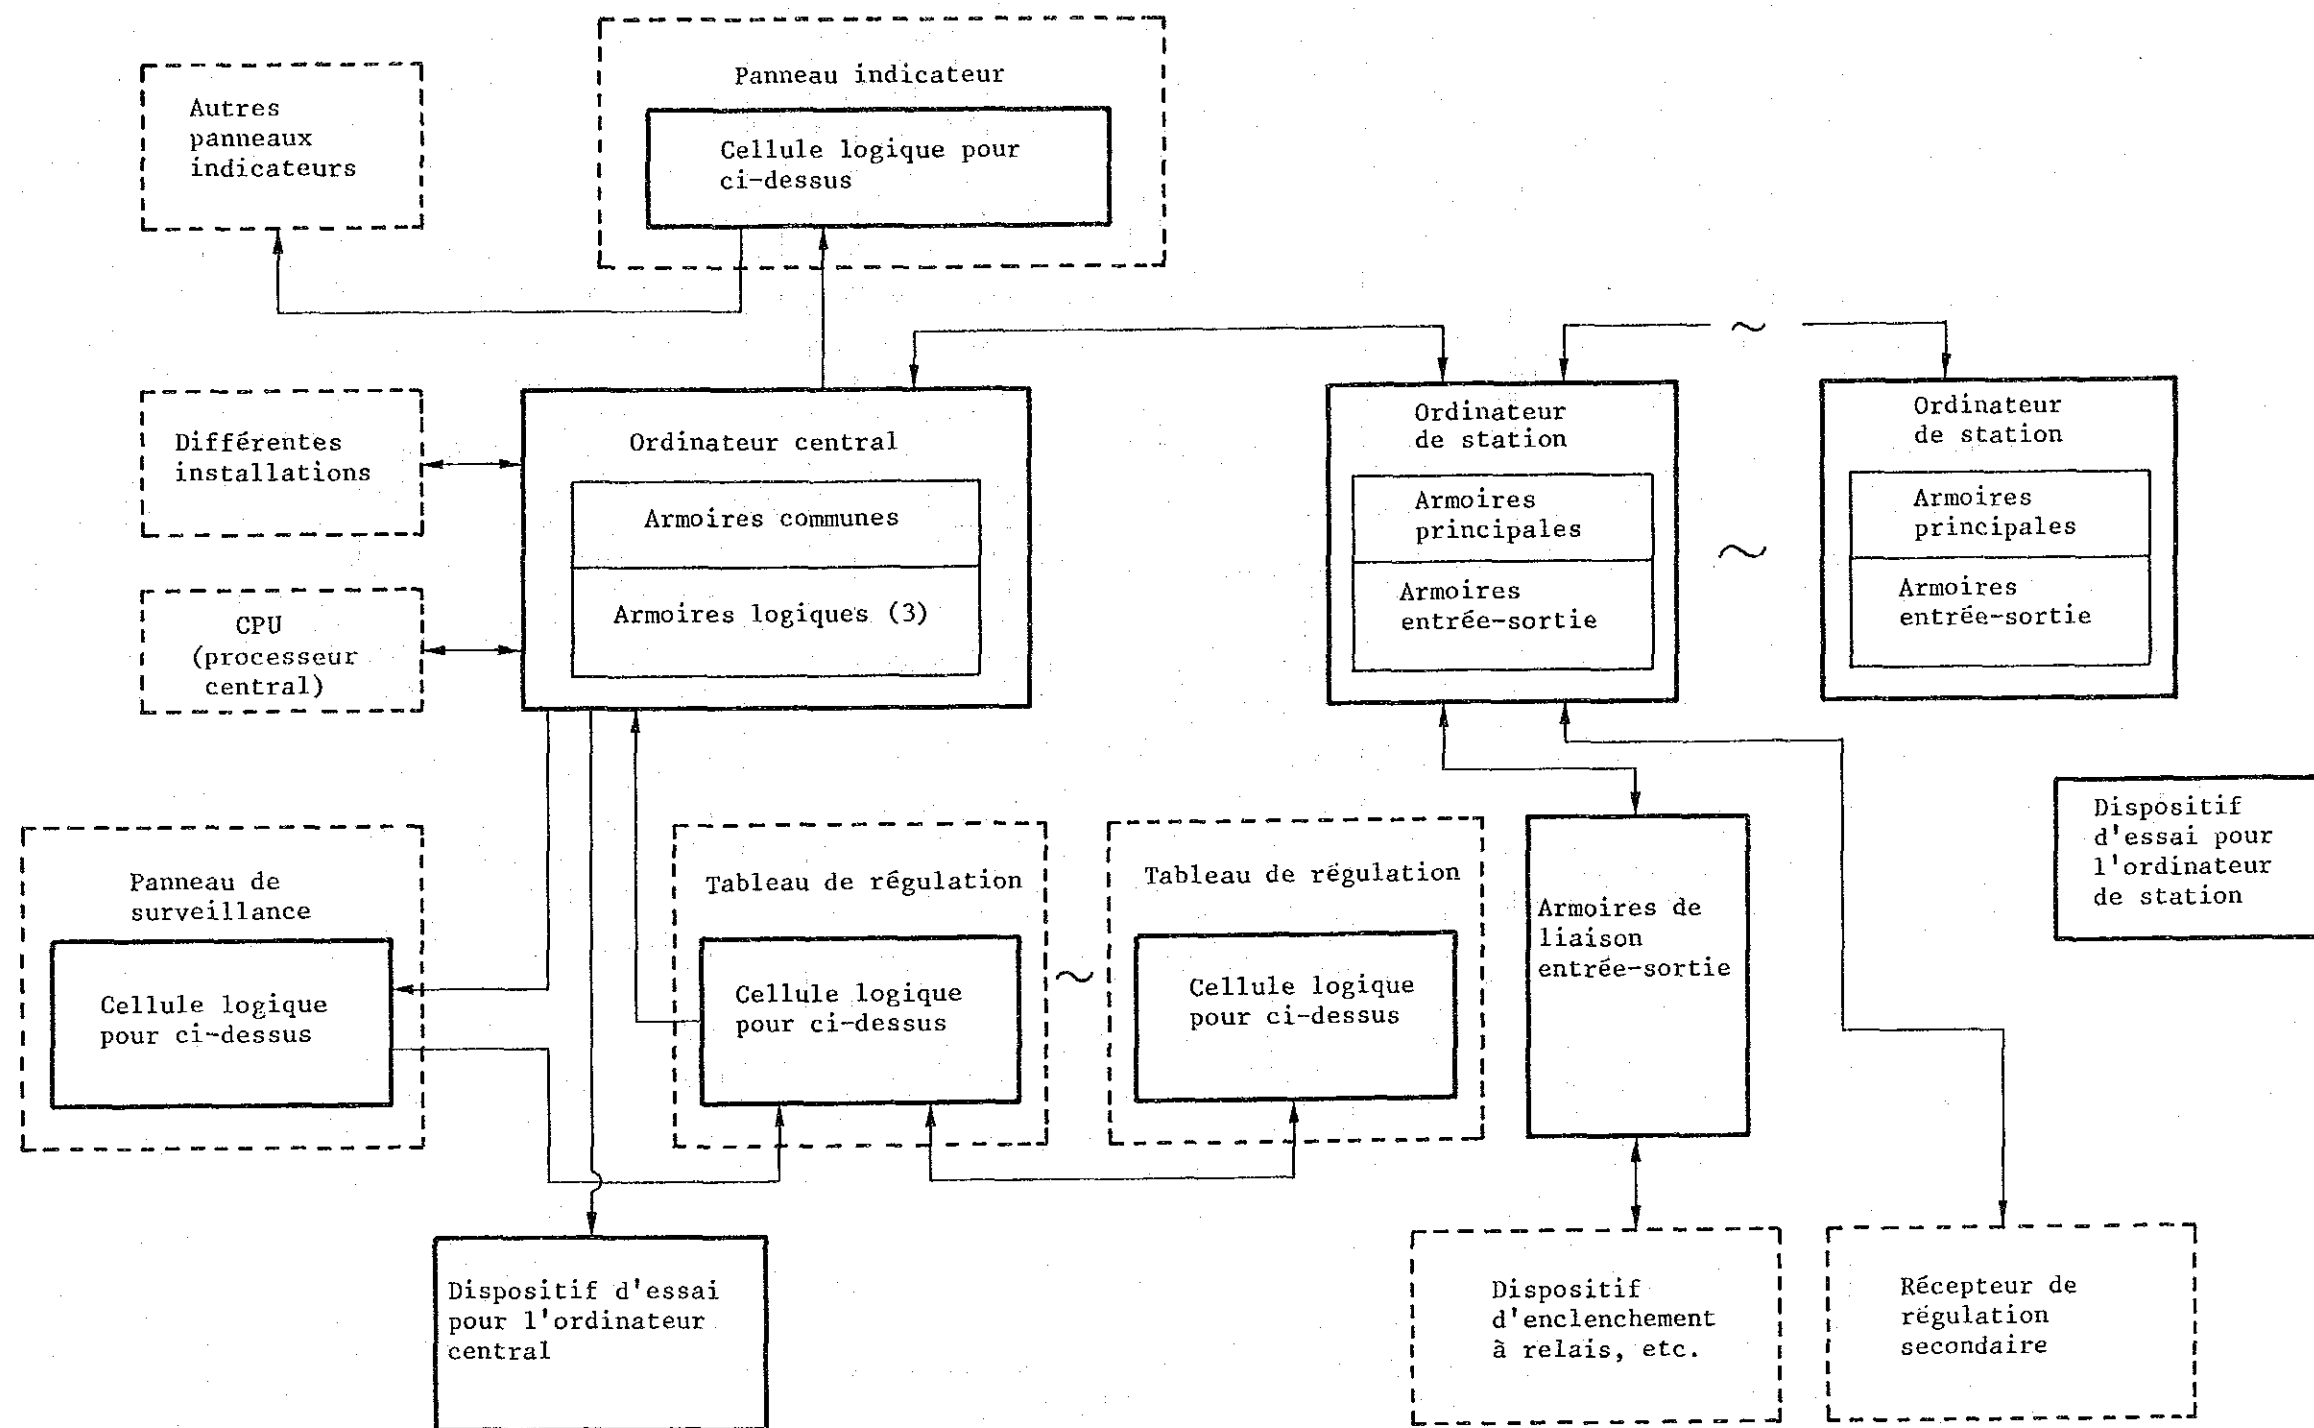 Panneau indicateur
Cellule logique pour
ci-dessus
Autres
panneaux
indicateurs
Différentes
installations
CPU
(processeur
central)
Ordinateur central
Armoires communes
Armoires logiques (3)
Ordinateur
de station
Armoires
principales
Armoires
entrée-sortie
~
~
Ordinateur
de station
Armoires
principales
Armoires
entrée-sortie
Panneau de
surveillance
Cellule logique
pour ci-dessus
Tableau de régulation
Cellule logique
pour ci-dessus
~
Tableau de régulation
Cellule logique
pour ci-dessus
Armoires de
liaison
entrée-sortie
Dispositif
d'essai pour
l'ordinateur
de station
Dispositif d'essai
pour l'ordinateur
central
Dispositif
d'enclenchement
à relais, etc.
Récepteur de
régulation
secondaire